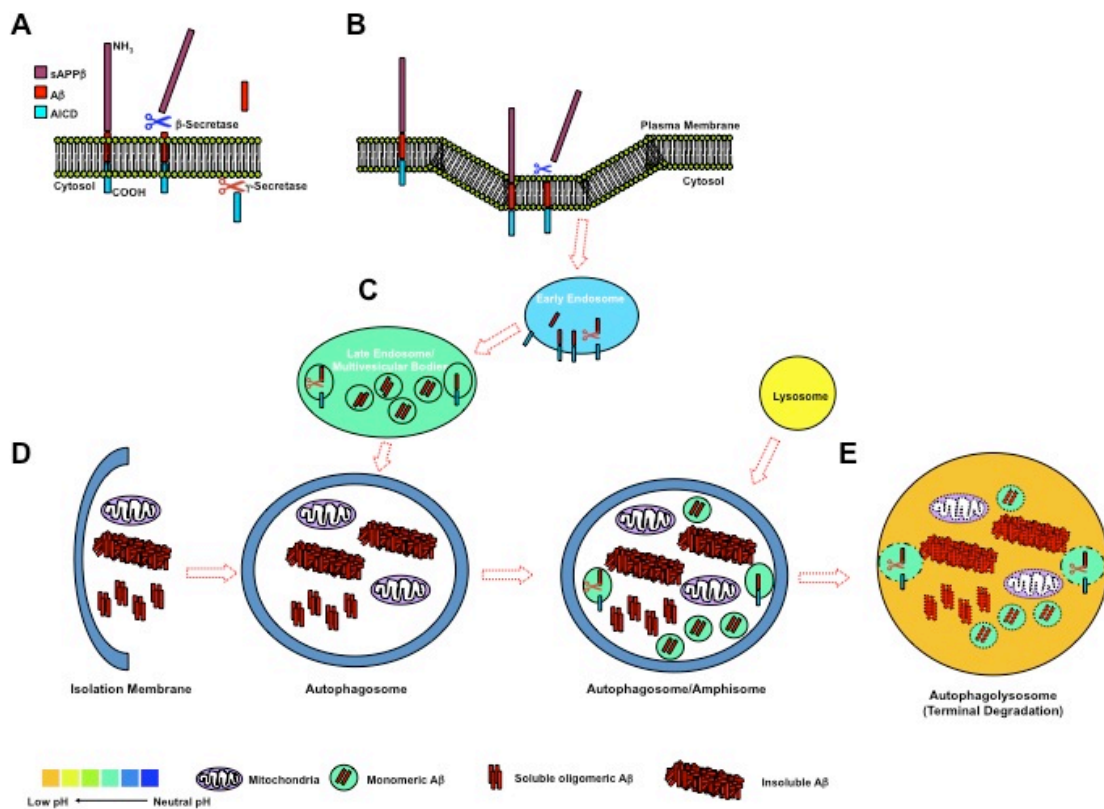 A
NH3
sAPPβ
Aβ
AICD
β-Secretase
Cytosol
COOH
γ-Secretase
B
Plasma Membrane
Cytosol
C
Early Endosome
Late Endosome/
Multivesicular Bodies
Lysosome
D
E
Isolation Membrane
Autophagosome
Autophagosome/Amphisome
Autophagolysosome
(Terminal Degradation)
Low pH
Neutral pH
Mitochondria
Monomeric Aβ
Soluble oligomeric Aβ
Insoluble Aβ